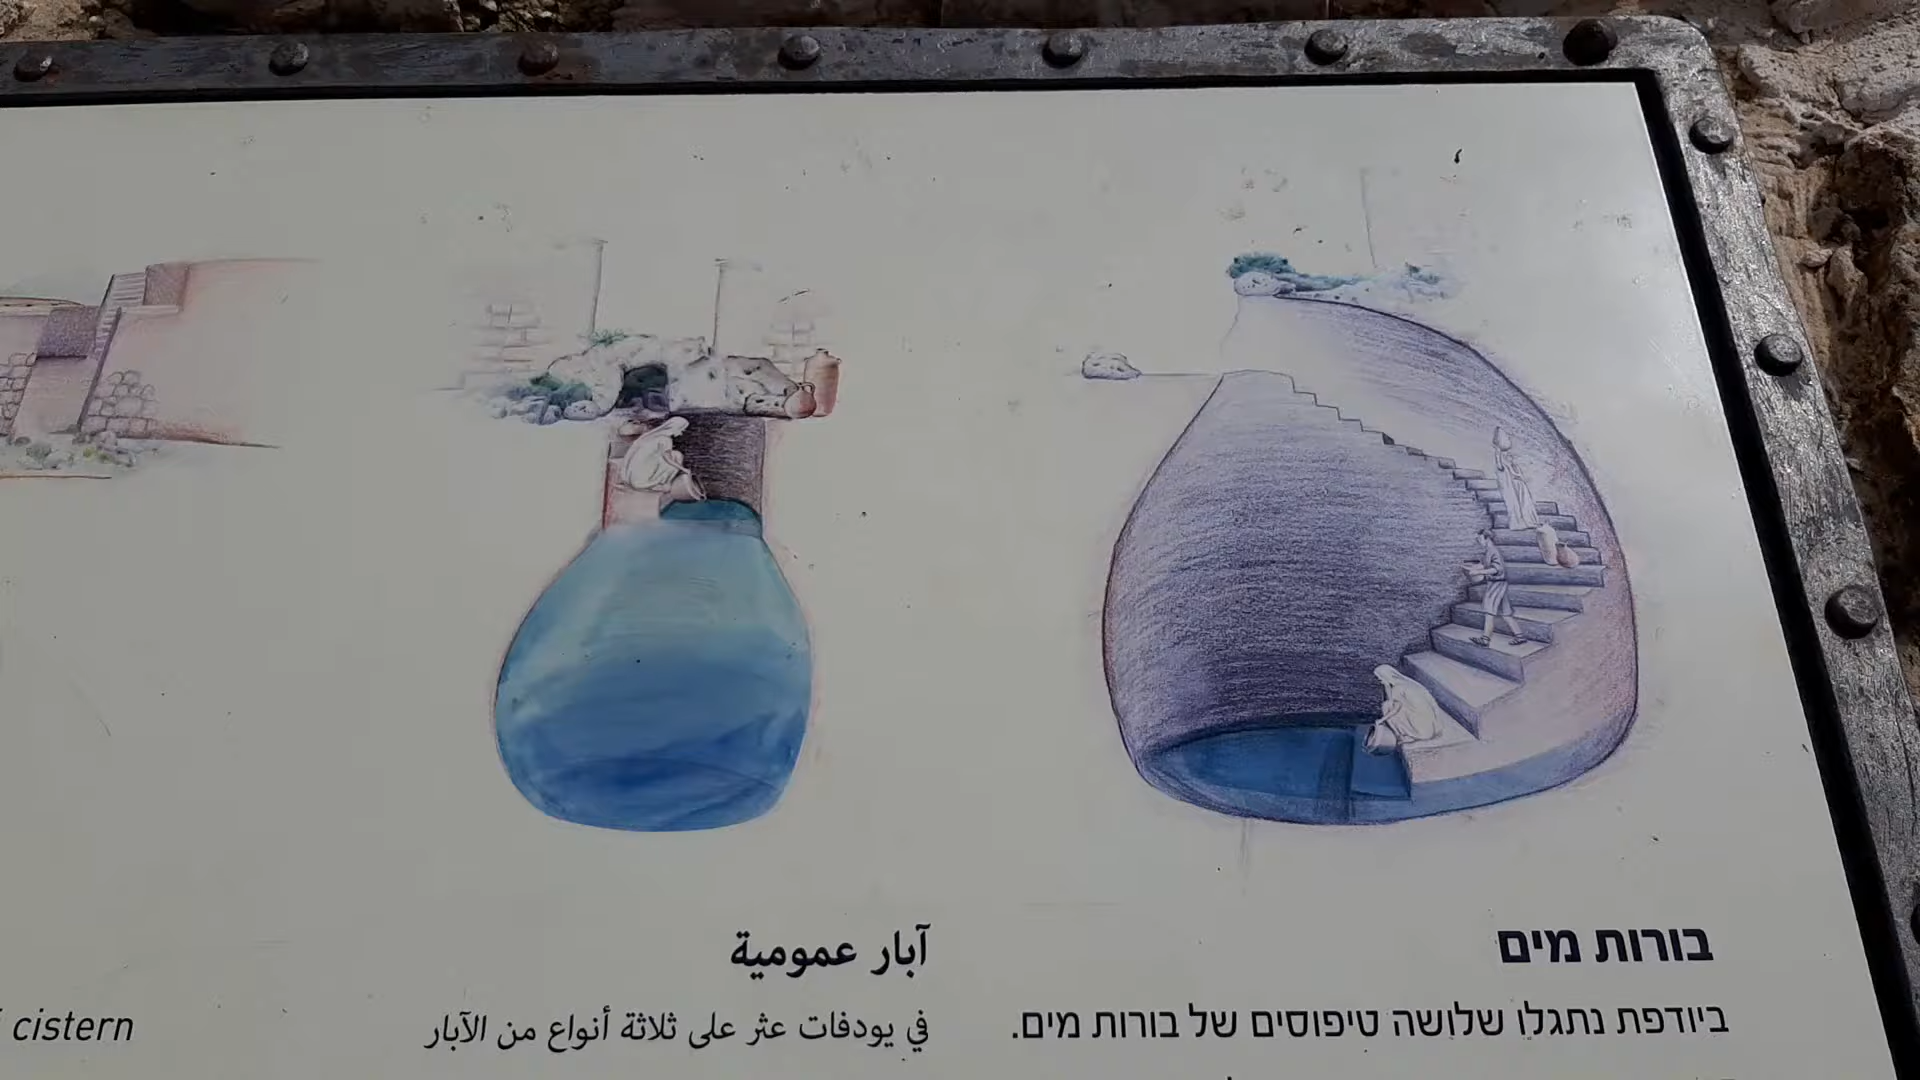 בורות מים
ביודפת נתגלו שלושה טיפוסים של בורות מים.
آبار عمومية
في يودفات عثر على ثلاثة أنواع من الآبار
cistern